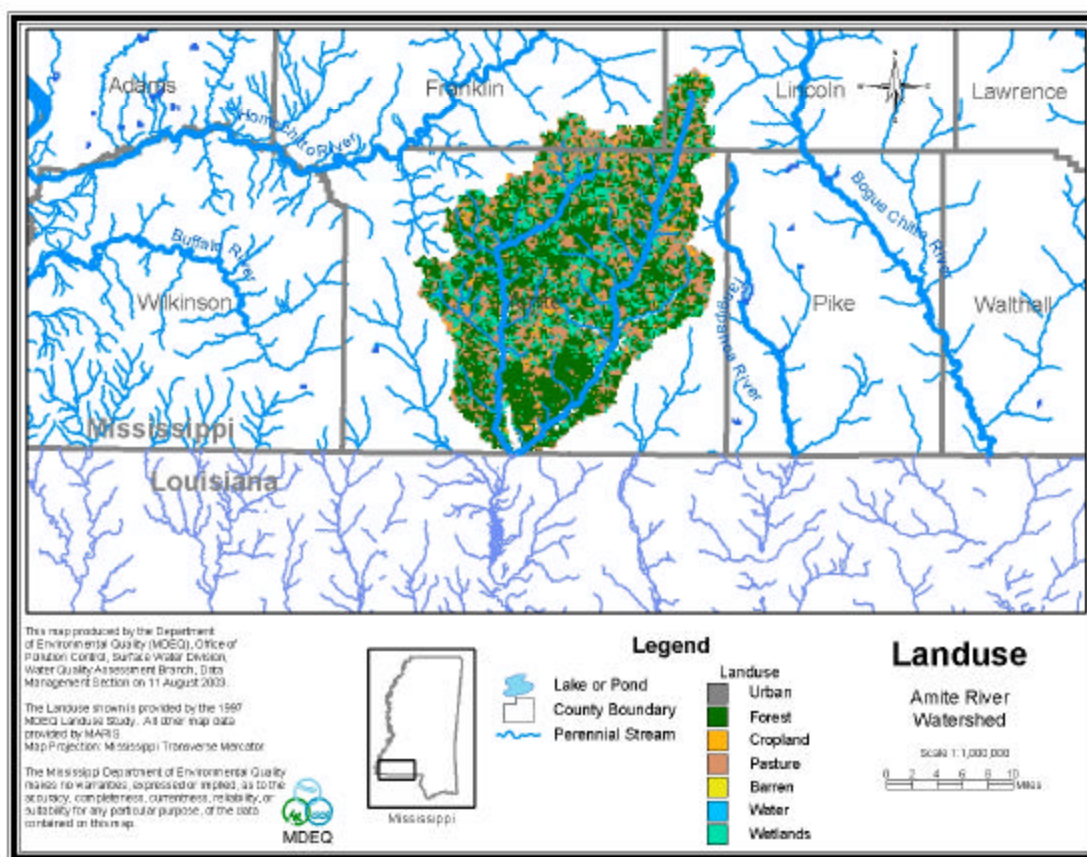 Adams
Franklin
Lincoln
Lawrence
Homochitto River
Bogue Chitto River
Buffalo River
Wilkinson
Tangipahoa River
Pike
Walthall
Mississippi
Louisiana
This map produced by the Department
of Environmental Quality (MDEQ), Office of
Pollution Control, Surface Water Division,
Water Quality Assessment Branch, Data
Management Section on 11 August 2003.
The Landuse shown is provided by the 1997
MDEQ Landuse Study. All other map data
provided by MARIS.
Map Projection: Mississippi Transverse Mercator
The Mississippi Department of Environmental Quality
makes no warranties, expressed or implied, as to the
accuracy, completeness, currentness, reliability, or
suitability for any particular purpose, of the data
contained on this map.
MDEQ
Mississippi
Legend
Lake or Pond
County Boundary
Perennial Stream
Landuse
Urban
Forest
Cropland
Pasture
Barren
Water
Wetlands
Landuse
Amite River
Watershed
Scale 1:1,000,000
0 2 4 6 8 10
Miles